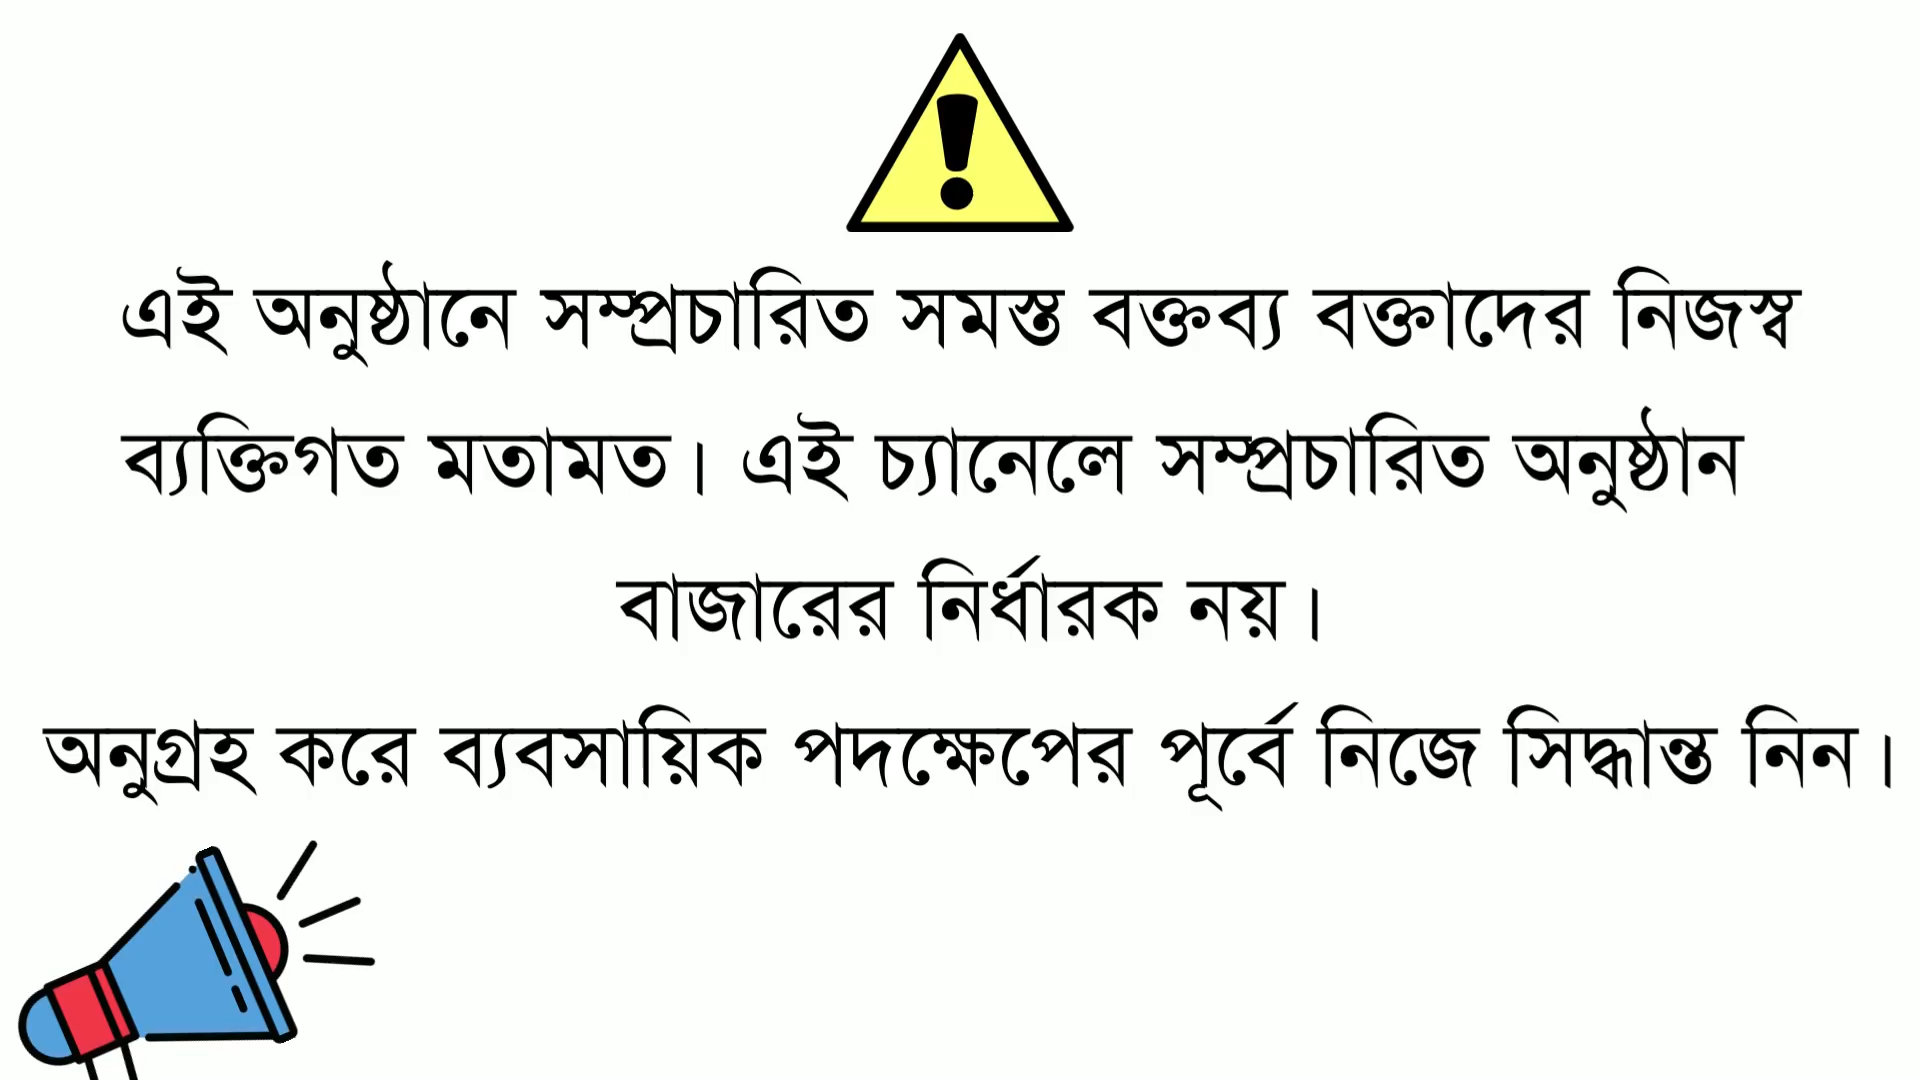 এই অনুষ্ঠানে সম্প্রচারিত সমস্ত বক্তব্য বক্তাদের নিজস্ব
ব্যক্তিগত মতামত। এই চ্যানেলে সম্প্রচারিত অনুষ্ঠান
বাজারের নির্ধারক নয়।
অনুগ্রহ করে ব্যবসায়িক পদক্ষেপের পূর্বে নিজে সিদ্ধান্ত নিন।